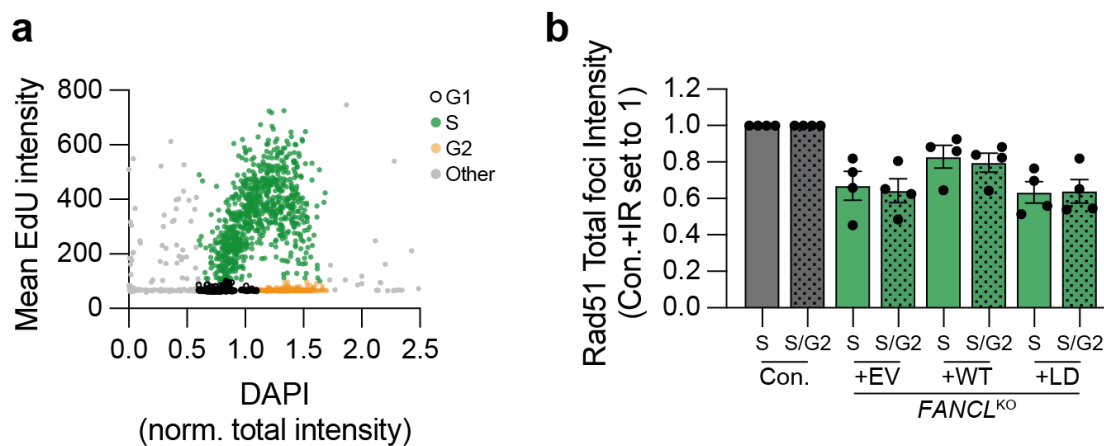 a
Mean EdU intensity
800
600
400
200
0
0.0 0.5 1.0 1.5 2.0 2.5
DAPI
(norm. total intensity)
G1
S
G2
Other
b
Rad51 Total foci Intensity
(Con.+IR set to 1)
1.2
1.0
0.8
0.6
0.4
0.2
0.0
S S/G2 S S/G2 S S/G2 S S/G2
Con. +EV +WT +LD
FANCLᴷᴼ